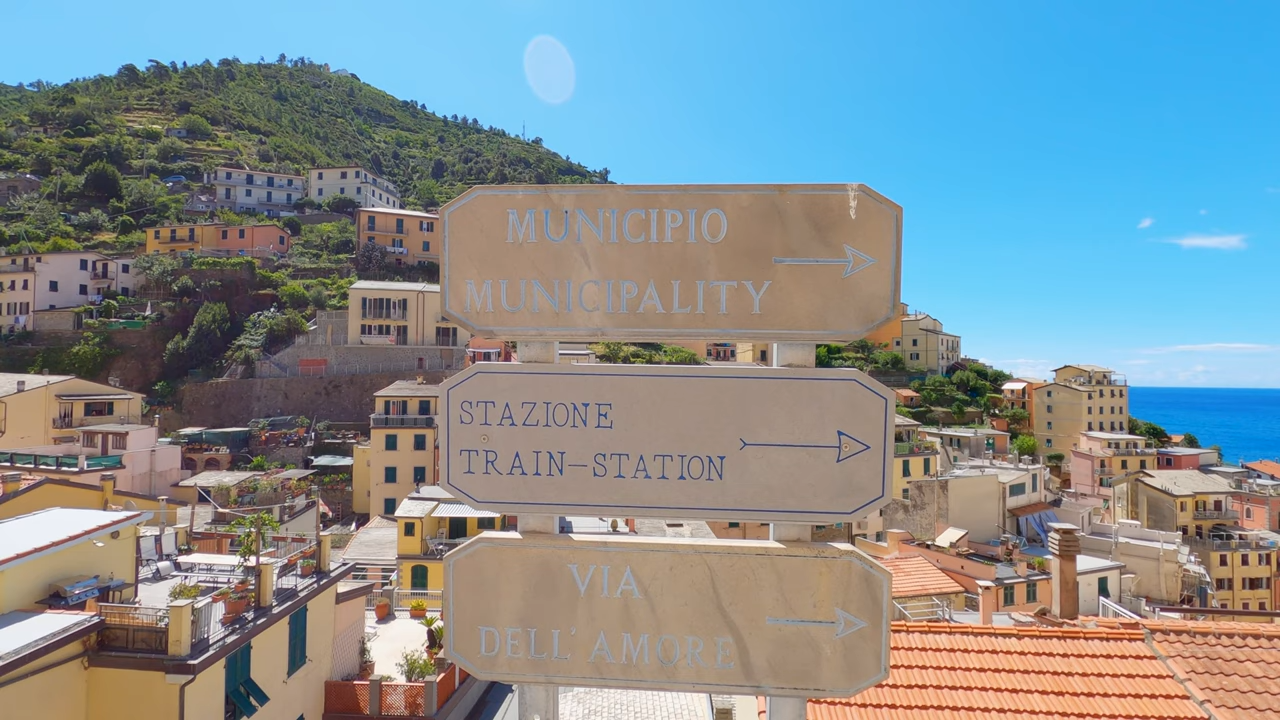 MUNICIPIO
MUNICIPALITY
STAZIONE
TRAIN-STATION
VIA
DELL' AMORE